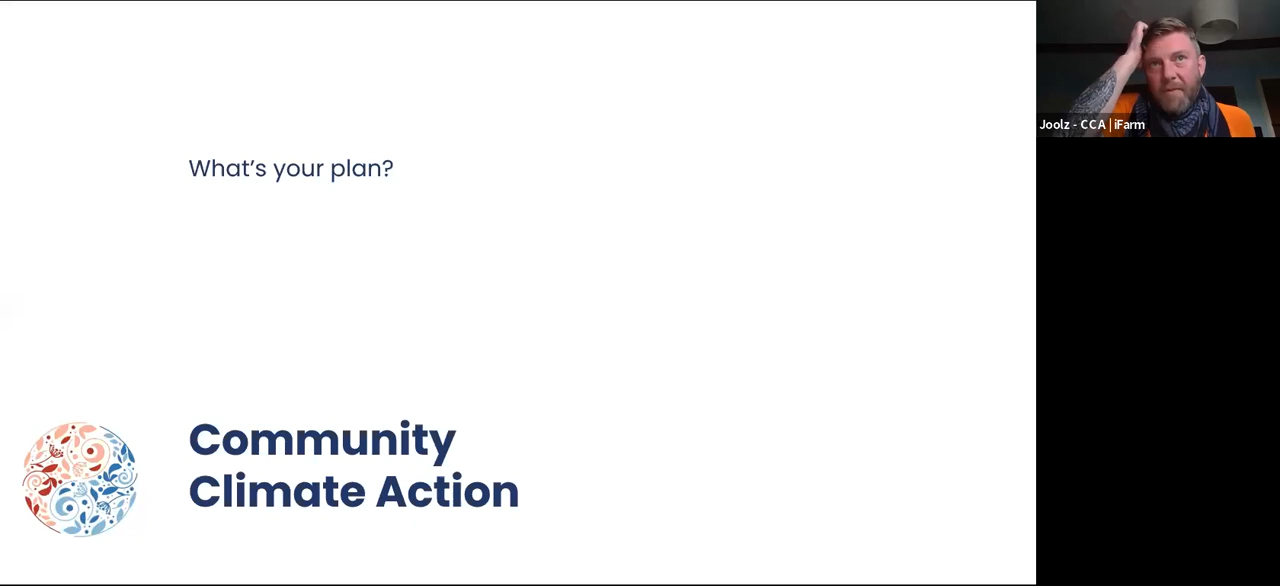 What's your plan?
Community
Climate Action
Joolz - CCA | iFarm